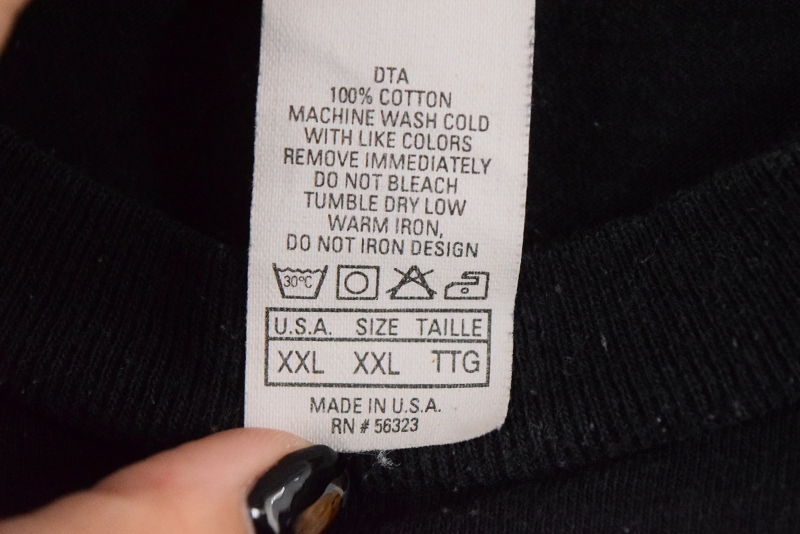 DTA
100% COTTON
MACHINE WASH COLD
WITH LIKE COLORS
REMOVE IMMEDIATELY
DO NOT BLEACH
TUMBLE DRY LOW
WARM IRON,
DO NOT IRON DESIGN
30°C
U.S.A. SIZE TAILLE
XXL XXL TTG
MADE IN U.S.A.
RN # 56323